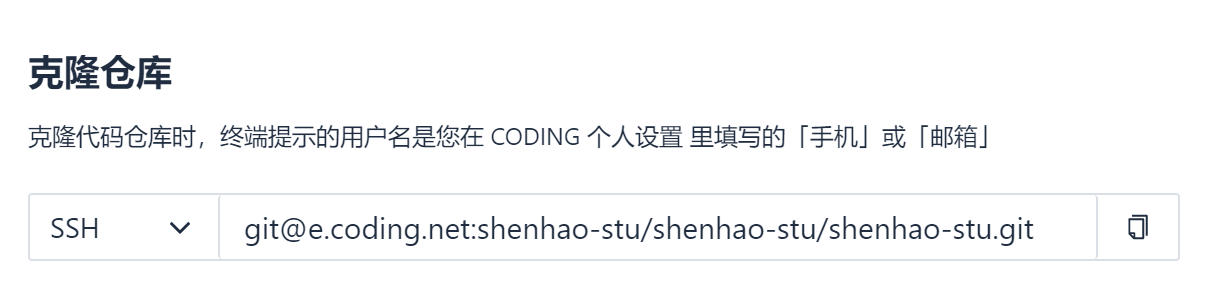 克隆仓库
克隆代码仓库时，终端提示的用户名是您在 CODING 个人设置 里填写的「手机」或「邮箱」
SSH git@e.coding.net:shenhao-stu/shenhao-stu/shenhao-stu.git